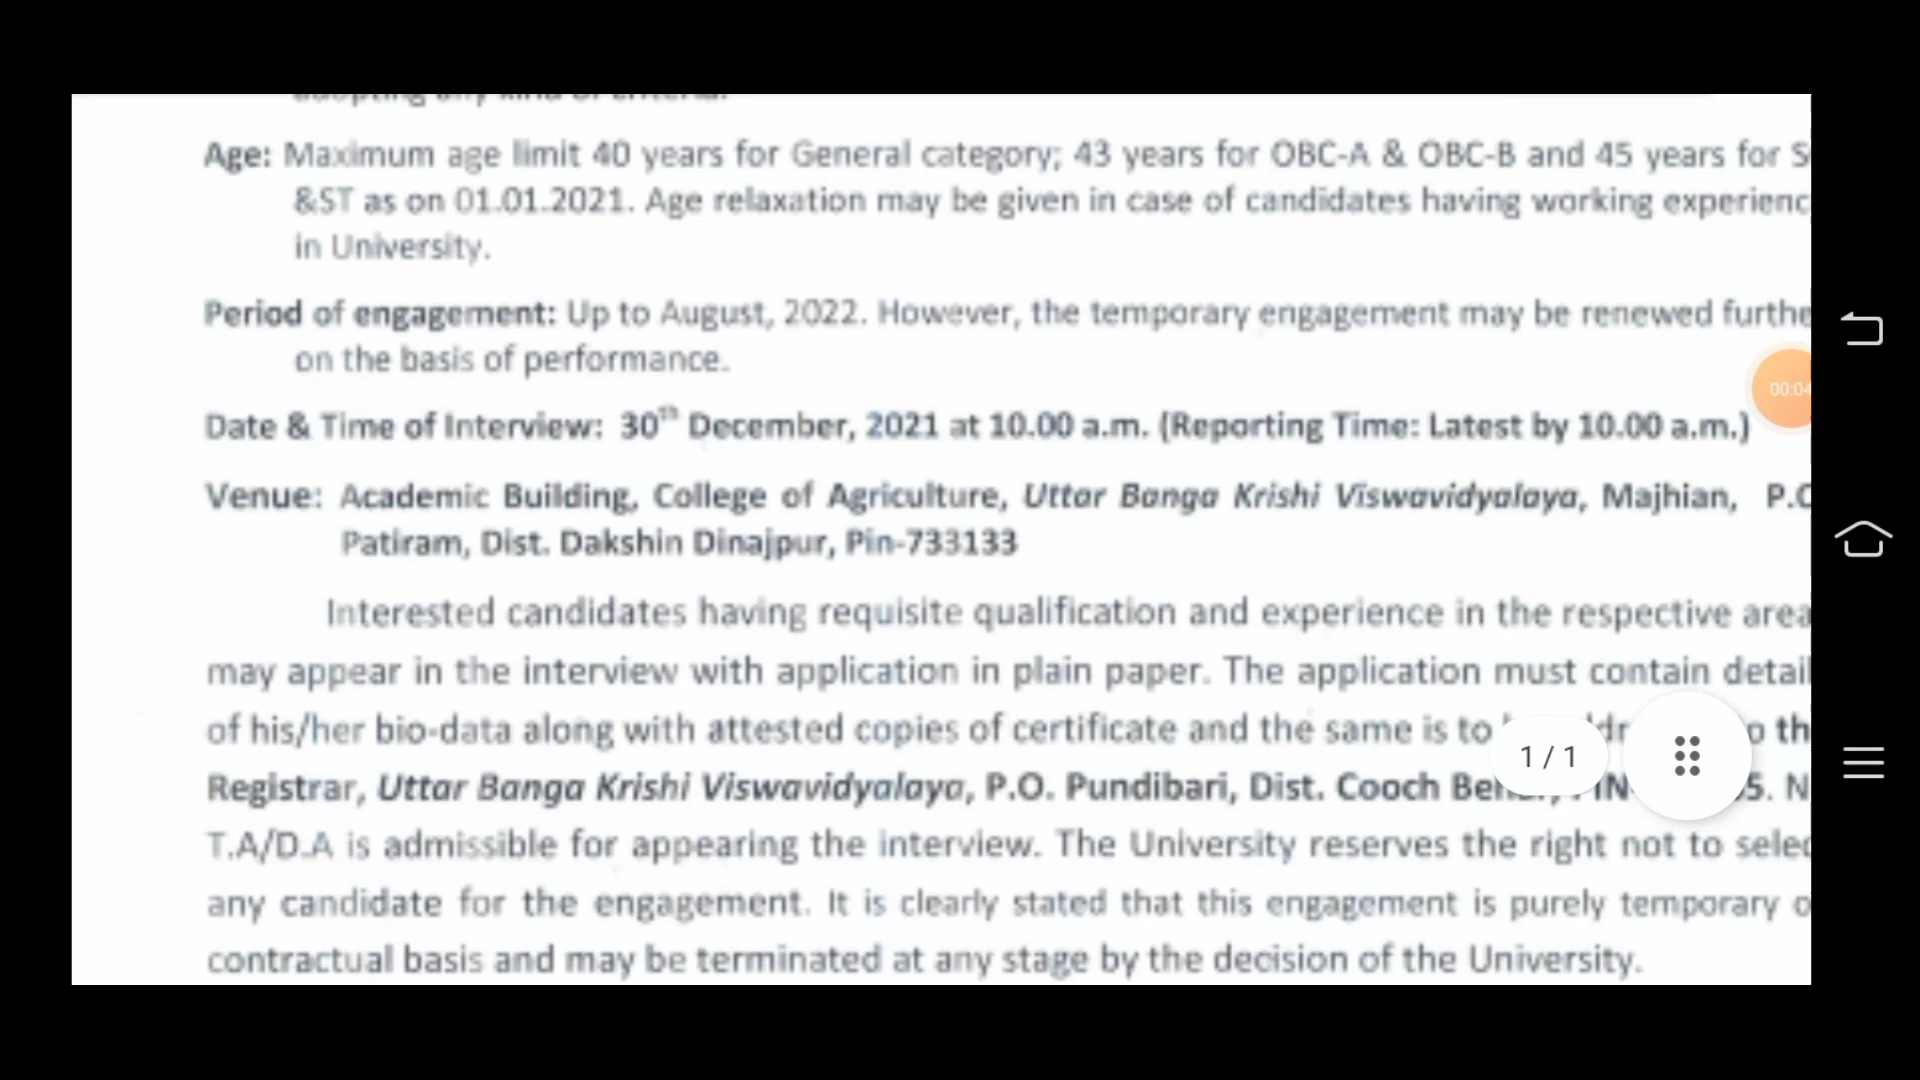 Age: Maximum age limit 40 years for General category; 43 years for OBC-A & OBC-B and 45 years for
&ST as on 01.01.2021. Age relaxation may be given in case of candidates having working experienc
in University.
Period of engagement: Up to August, 2022. However, the temporary engagement may be renewed furthe
on the basis of performance.
00:04
Date & Time of Interview: 30th December, 2021 at 10.00 a.m. (Reporting Time: Latest by 10.00 a.m.)
Venue: Academic Building, College of Agriculture, Uttar Banga Krishi Viswavidyalaya, Majhian, P.O
Patiram, Dist. Dakshin Dinajpur, Pin-733133
Interested candidates having requisite qualification and experience in the respective area
may appear in the interview with application in plain paper. The application must contain detail
of his/her bio-data along with attested copies of certificate and the same is to
1 / 1
Registrar, Uttar Banga Krishi Viswavidyalaya, P.O. Pundibari, Dist. Cooch
T.A/D.A is admissible for appearing the interview. The University reserves the right not to selec
any candidate for the engagement. It is clearly stated that this engagement is purely temporary
contractual basis and may be terminated at any stage by the decision of the University.